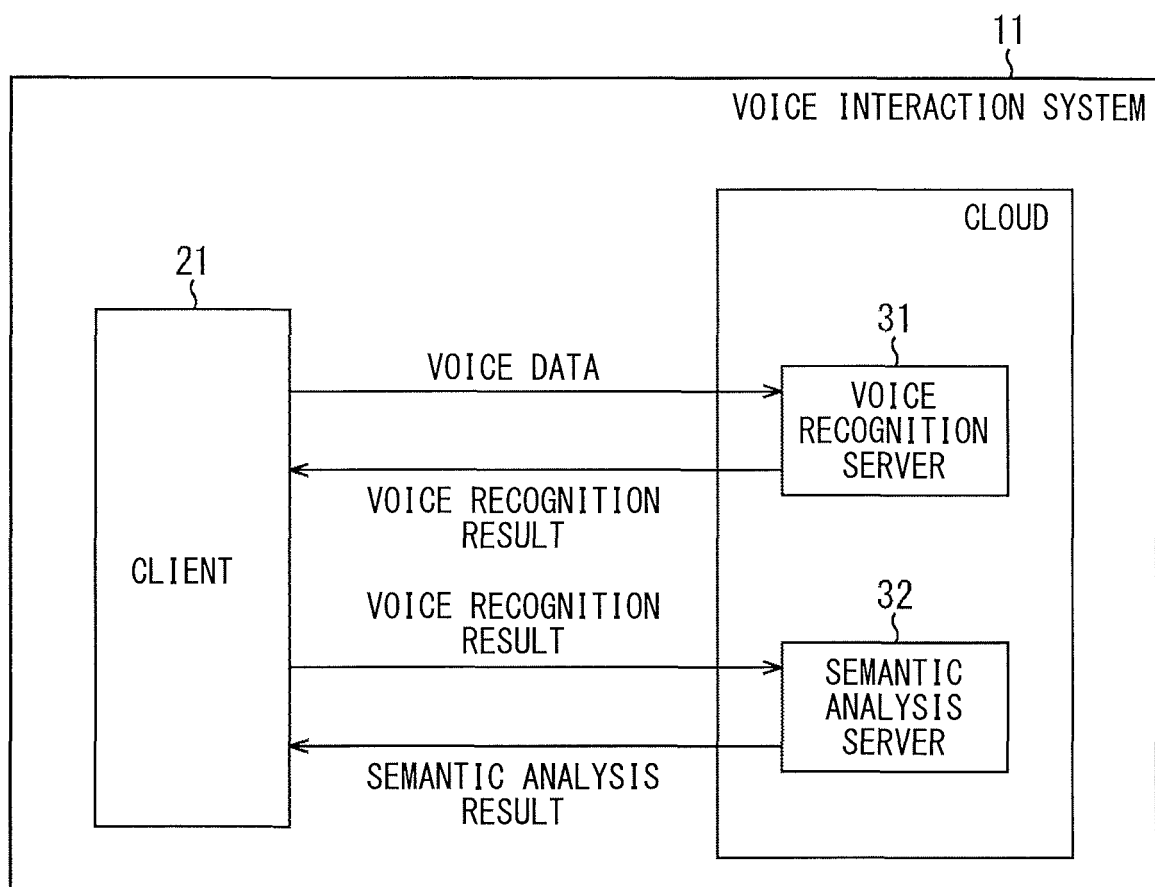 11
VOICE INTERACTION SYSTEM
CLOUD
21
31
VOICE DATA
VOICE
RECOGNITION
SERVER
VOICE RECOGNITION
RESULT
CLIENT
VOICE RECOGNITION
RESULT
32
SEMANTIC
ANALYSIS
SERVER
SEMANTIC ANALYSIS
RESULT